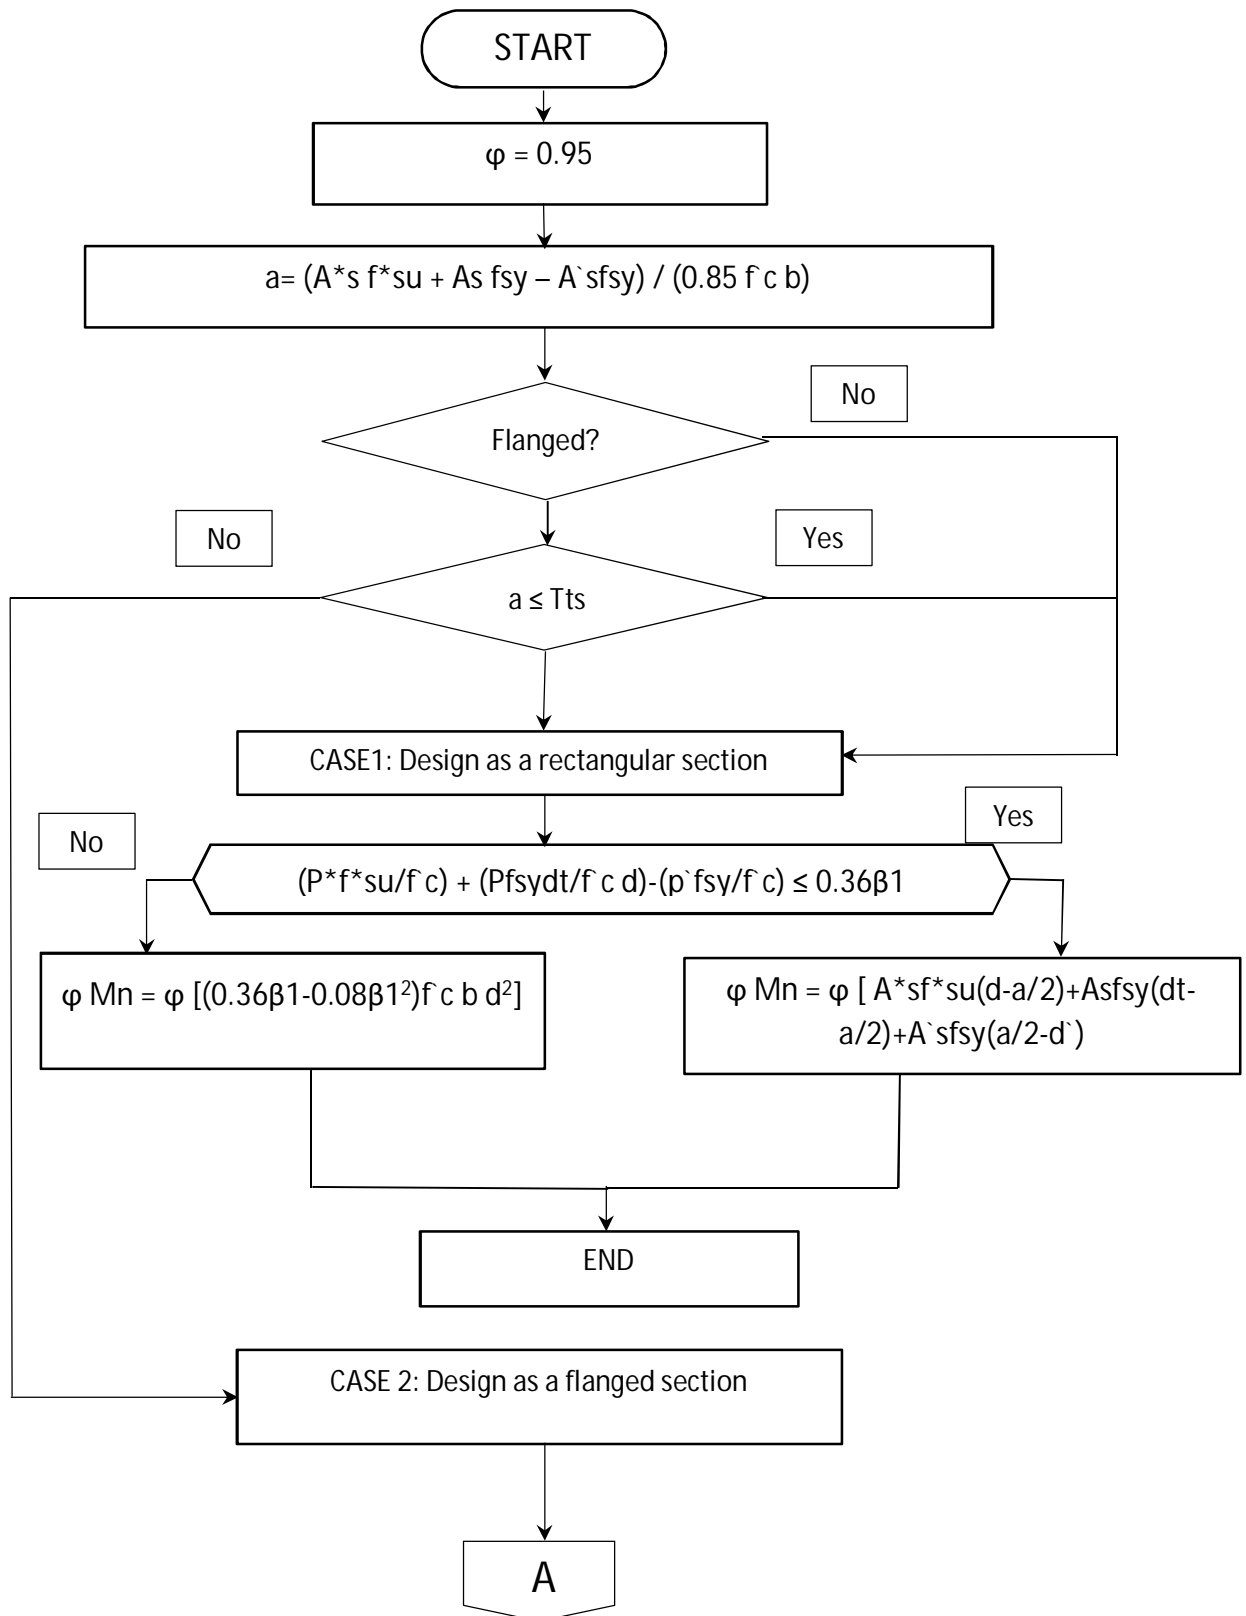 START
φ = 0.95
a= (A*s f*su + As fsy – A`sfsy) / (0.85 f`c b)
No
Flanged?
No
Yes
a ≤ Tts
CASE1: Design as a rectangular section
Yes
No
(P*f*su/f`c) + (Pfsydt/f`c d)-(p`fsy/f`c) ≤ 0.36β1
φ Mn = φ [(0.36β1-0.08β1²)f`c b d²]
φ Mn = φ [ A*sf*su(d-a/2)+Asfsy(dt-
a/2)+A`sfsy(a/2-d`)
END
CASE 2: Design as a flanged section
A